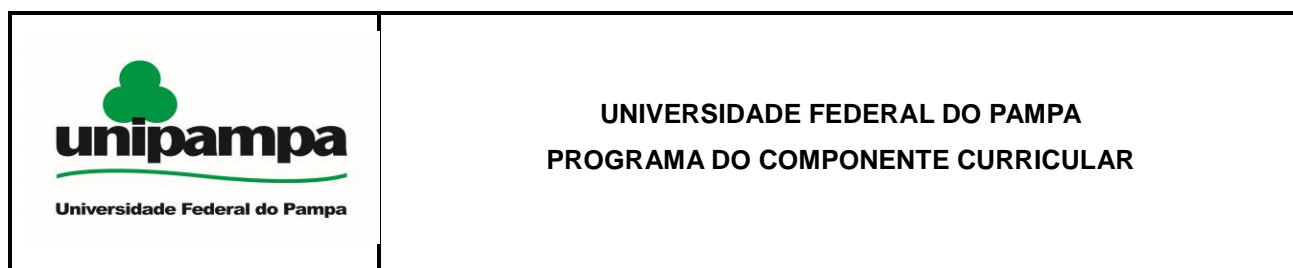 unipampa
Universidade Federal do Pampa
UNIVERSIDADE FEDERAL DO PAMPA
PROGRAMA DO COMPONENTE CURRICULAR